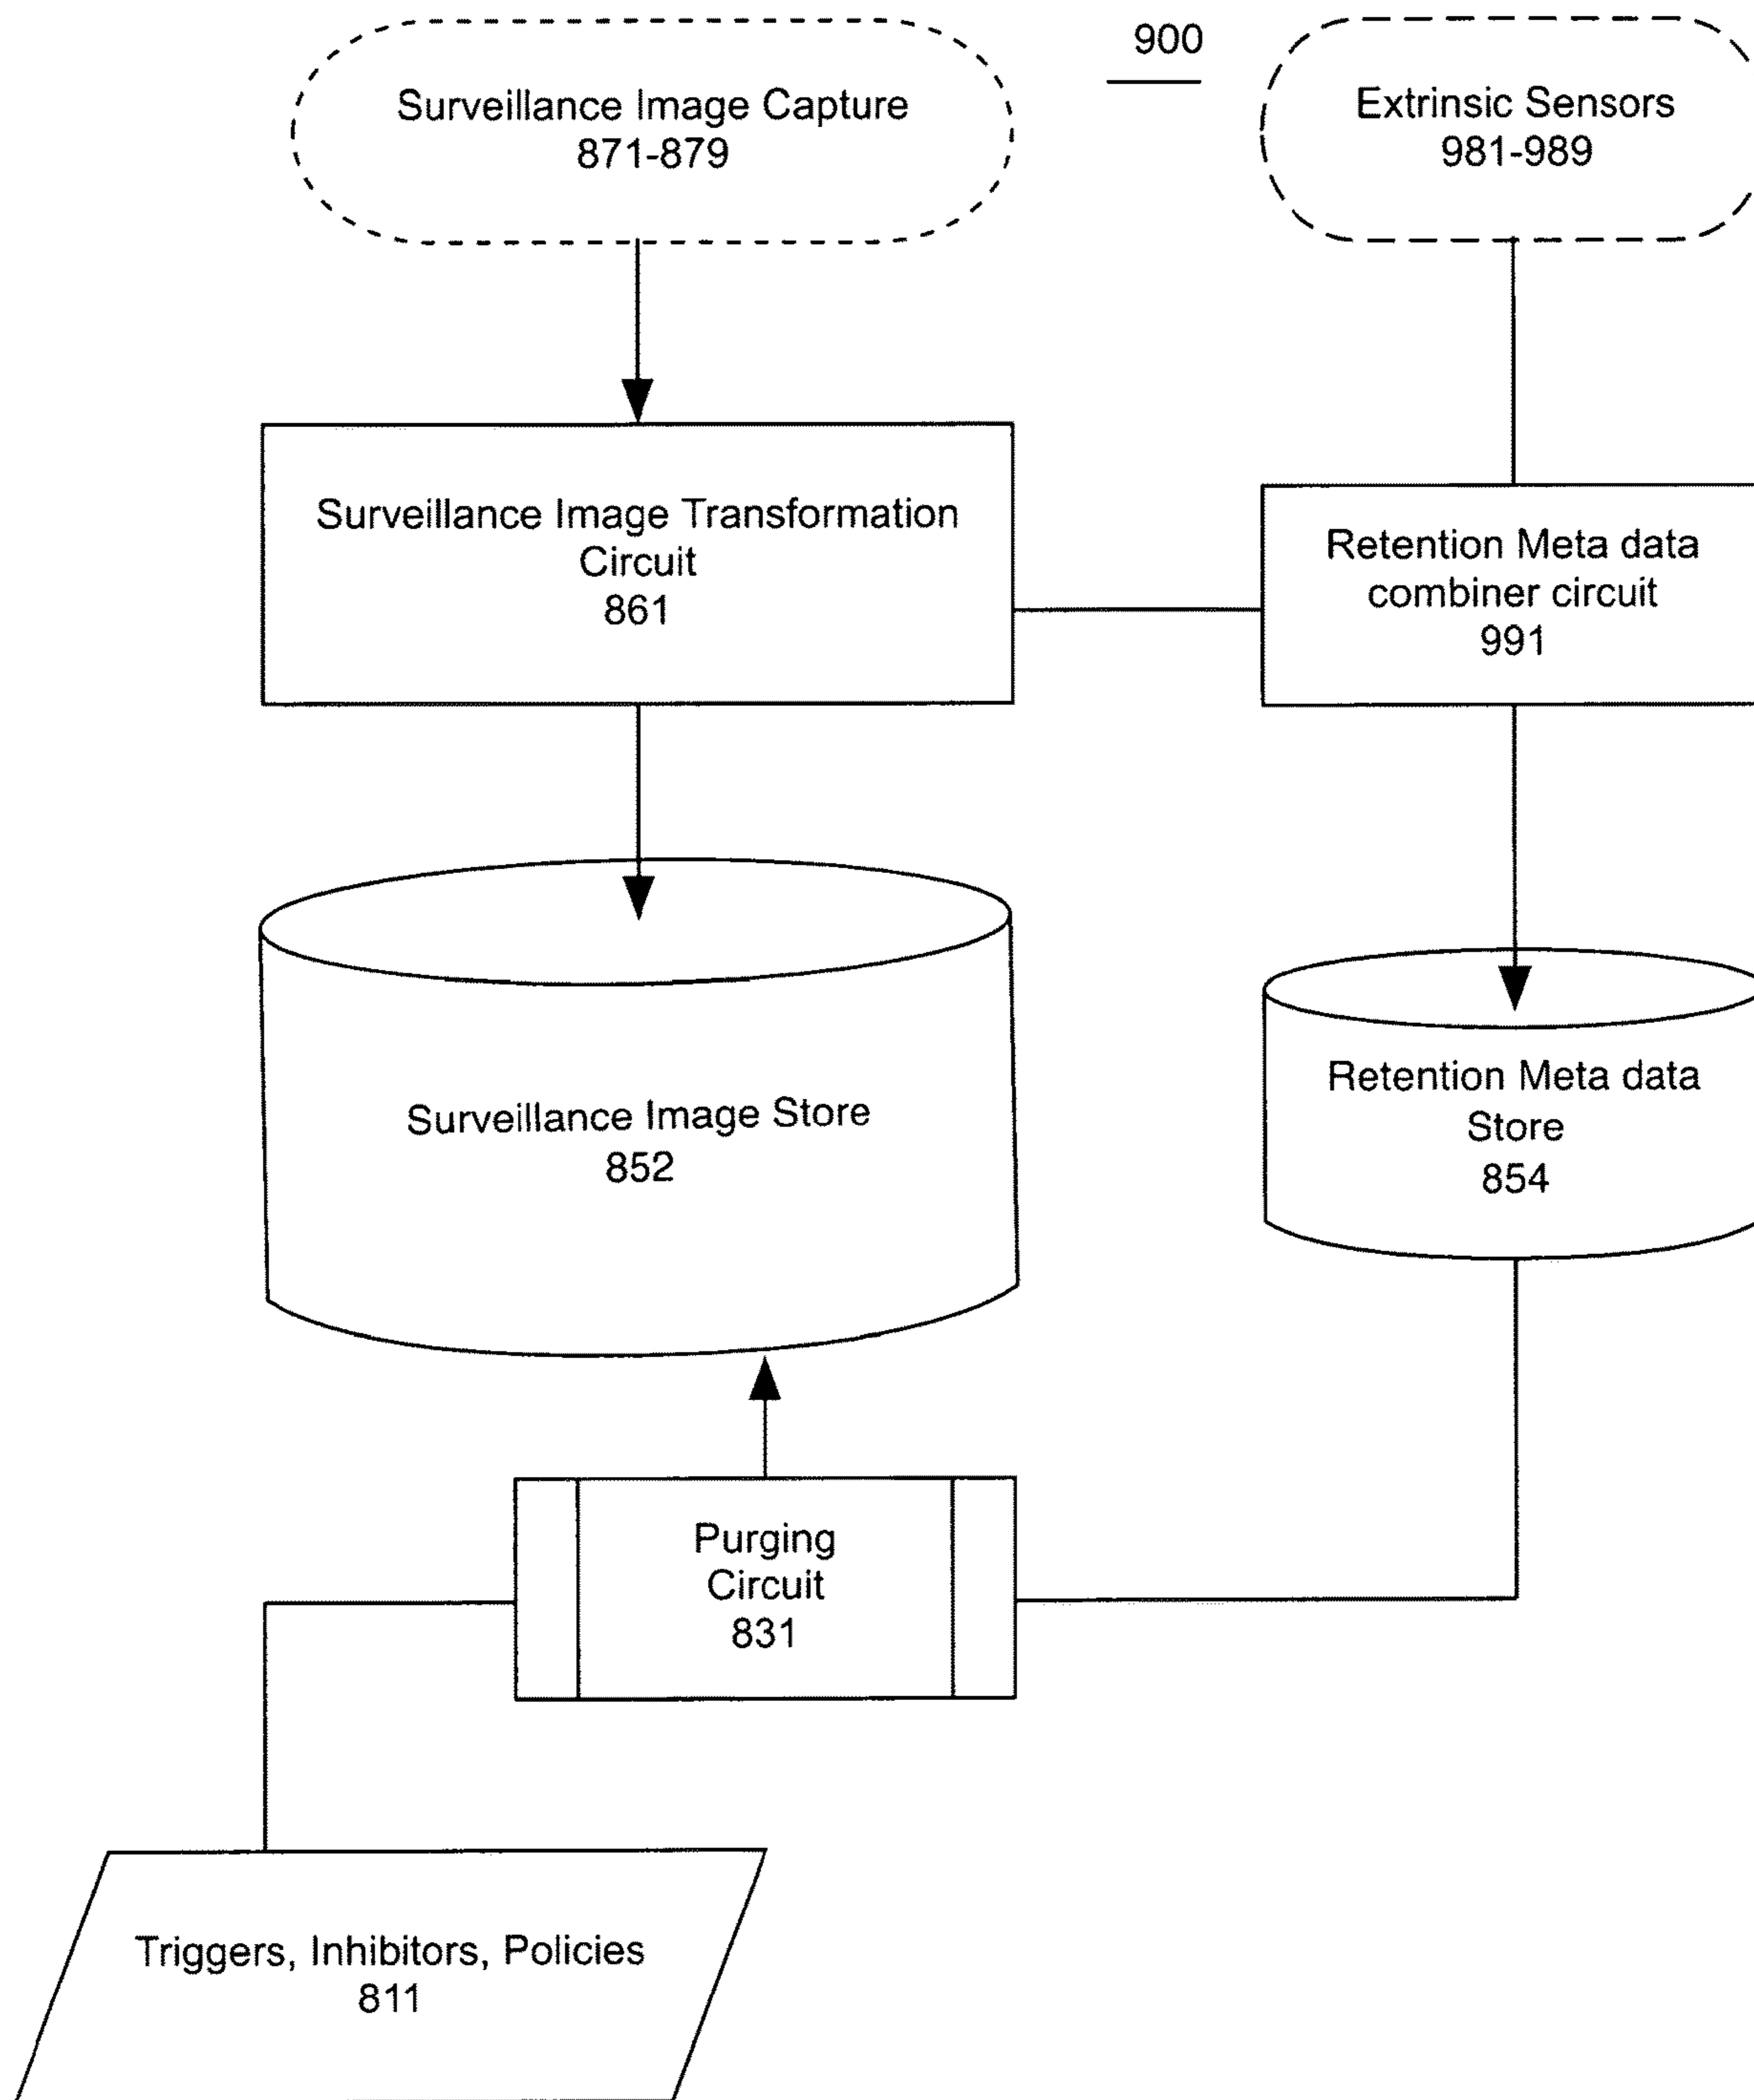 900
Surveillance Image Capture
871-879
Extrinsic Sensors
981-989
Surveillance Image Transformation
Circuit
861
Retention Meta data
combiner circuit
991
Surveillance Image Store
852
Retention Meta data
Store
854
Purging
Circuit
831
Triggers, Inhibitors, Policies
811